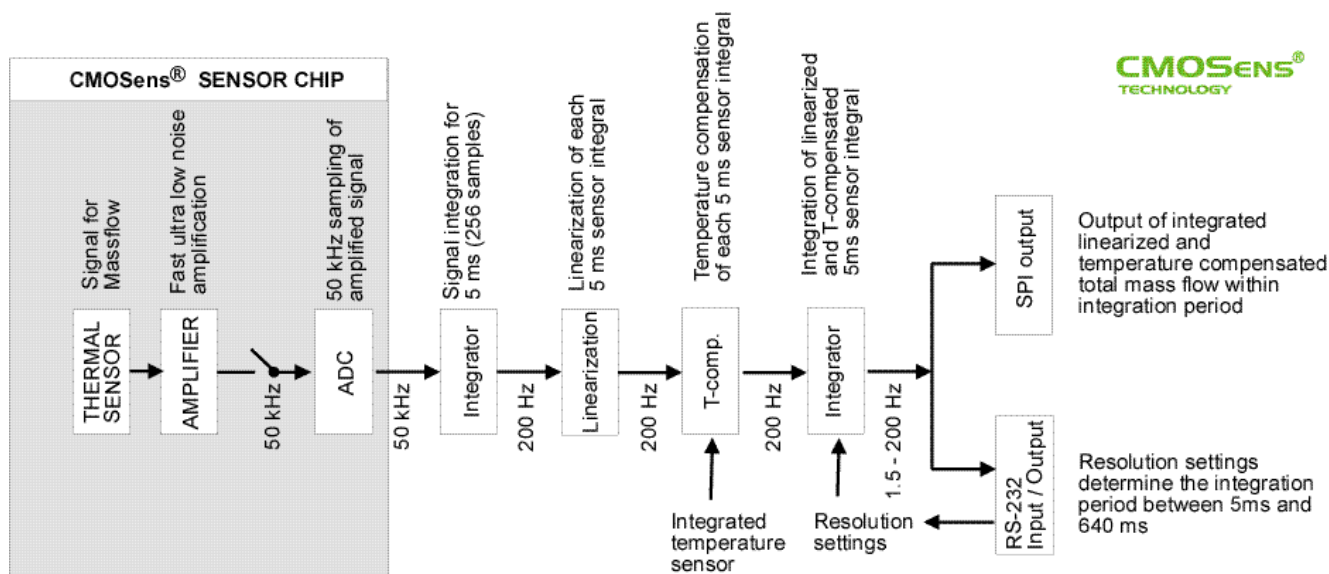 CMOSens® SENSOR CHIP
CMOSENS®
TECHNOLOGY
Signal for
Massflow
Fast ultra low noise
amplification
50 kHz sampling of
amplified signal
Signal integration for
5 ms (256 samples)
Linearization of each
5 ms sensor integral
Temperature compensation
of each 5 ms sensor integral
Integration of linearized
and T-compensated
5ms sensor integral
THERMAL
SENSOR
AMPLIFIER
50 kHz
ADC
50 kHz
Integrator
200 Hz
Linearization
200 Hz
T-comp.
200 Hz
Integrator
1.5 - 200 Hz
SPI output
Output of integrated
linearized and
temperature compensated
total mass flow within
integration period
RS-232
Input / Output
Resolution settings
determine the integration
period between 5ms and
640 ms
Integrated
temperature
sensor
Resolution
settings